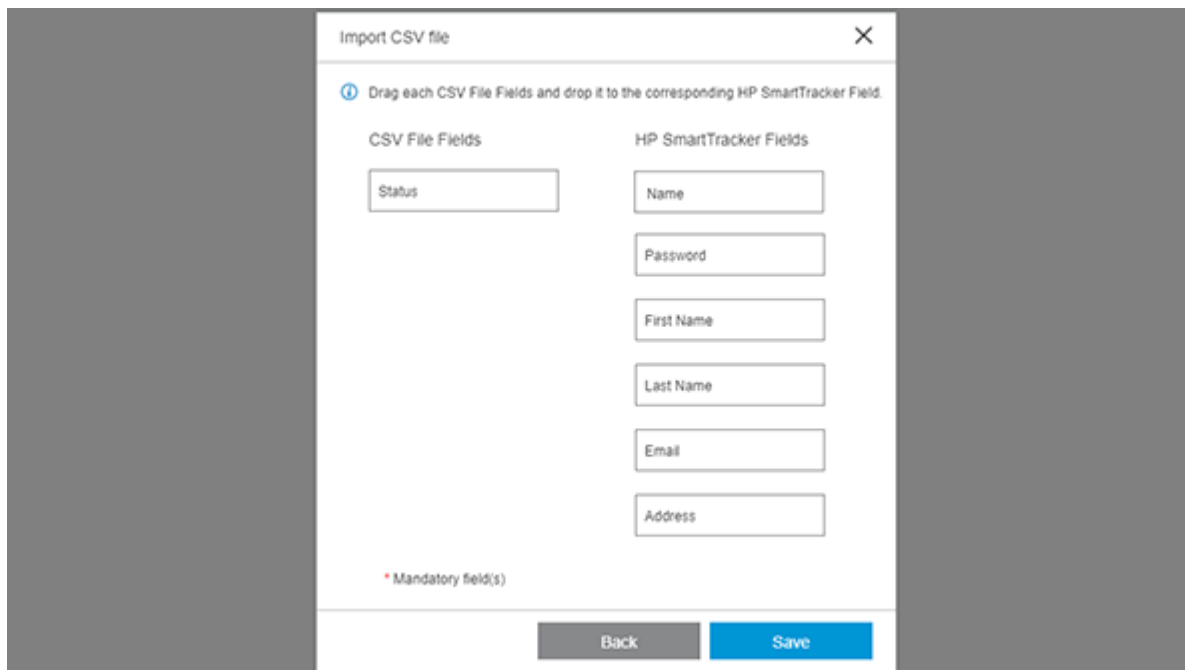 Import CSV file
Drag each CSV File Fields and drop it to the corresponding HP SmartTracker Field.
CSV File Fields
HP SmartTracker Fields
Status
Name
Password
First Name
Last Name
Email
Address
* Mandatory field(s)
Back
Save